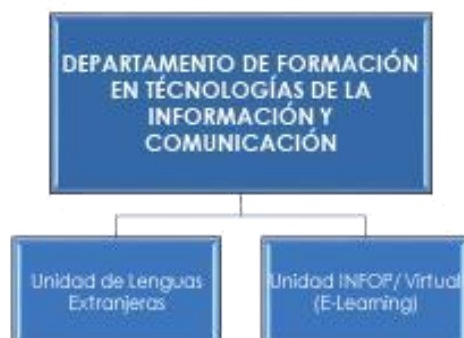 DEPARTAMENTO DE FORMACIÓN
EN TÉCNOLOGÍAS DE LA
INFORMACIÓN Y
COMUNICACIÓN
Unidad de Lenguas
Extranjeras
Unidad INFOP/ Virtual
(E-Learning)